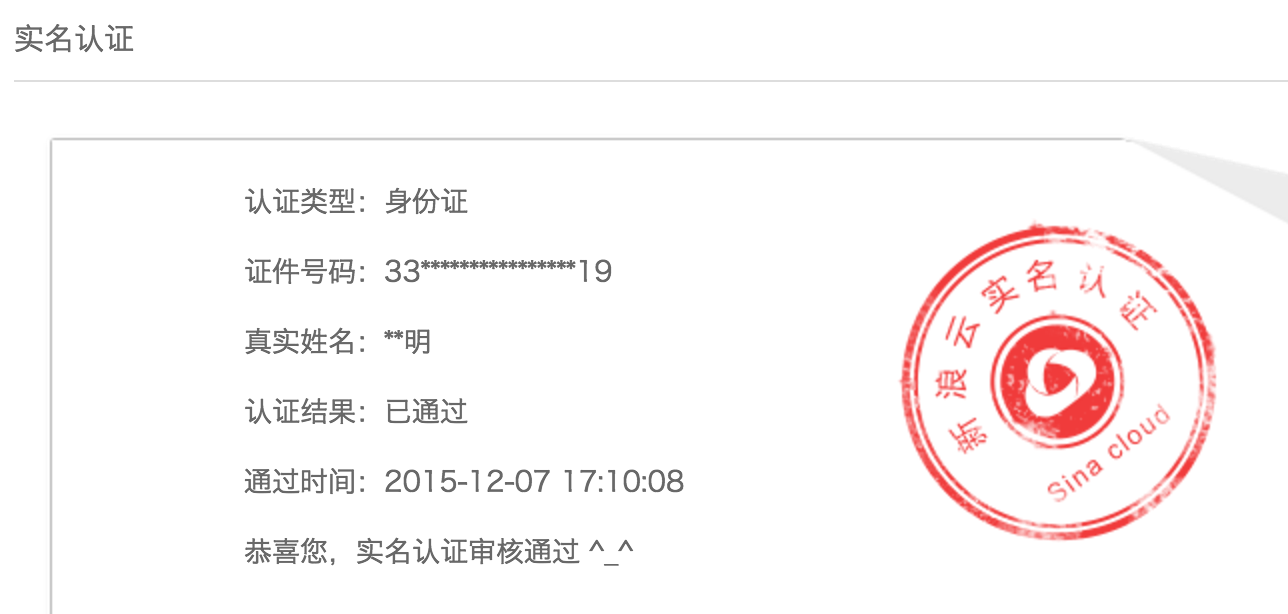 实名认证
认证类型：身份证
证件号码：33****************19
真实姓名：**明
认证结果：已通过
通过时间：2015-12-07 17:10:08
恭喜您，实名认证审核通过 ^_^
新浪云实名认证
Sina cloud